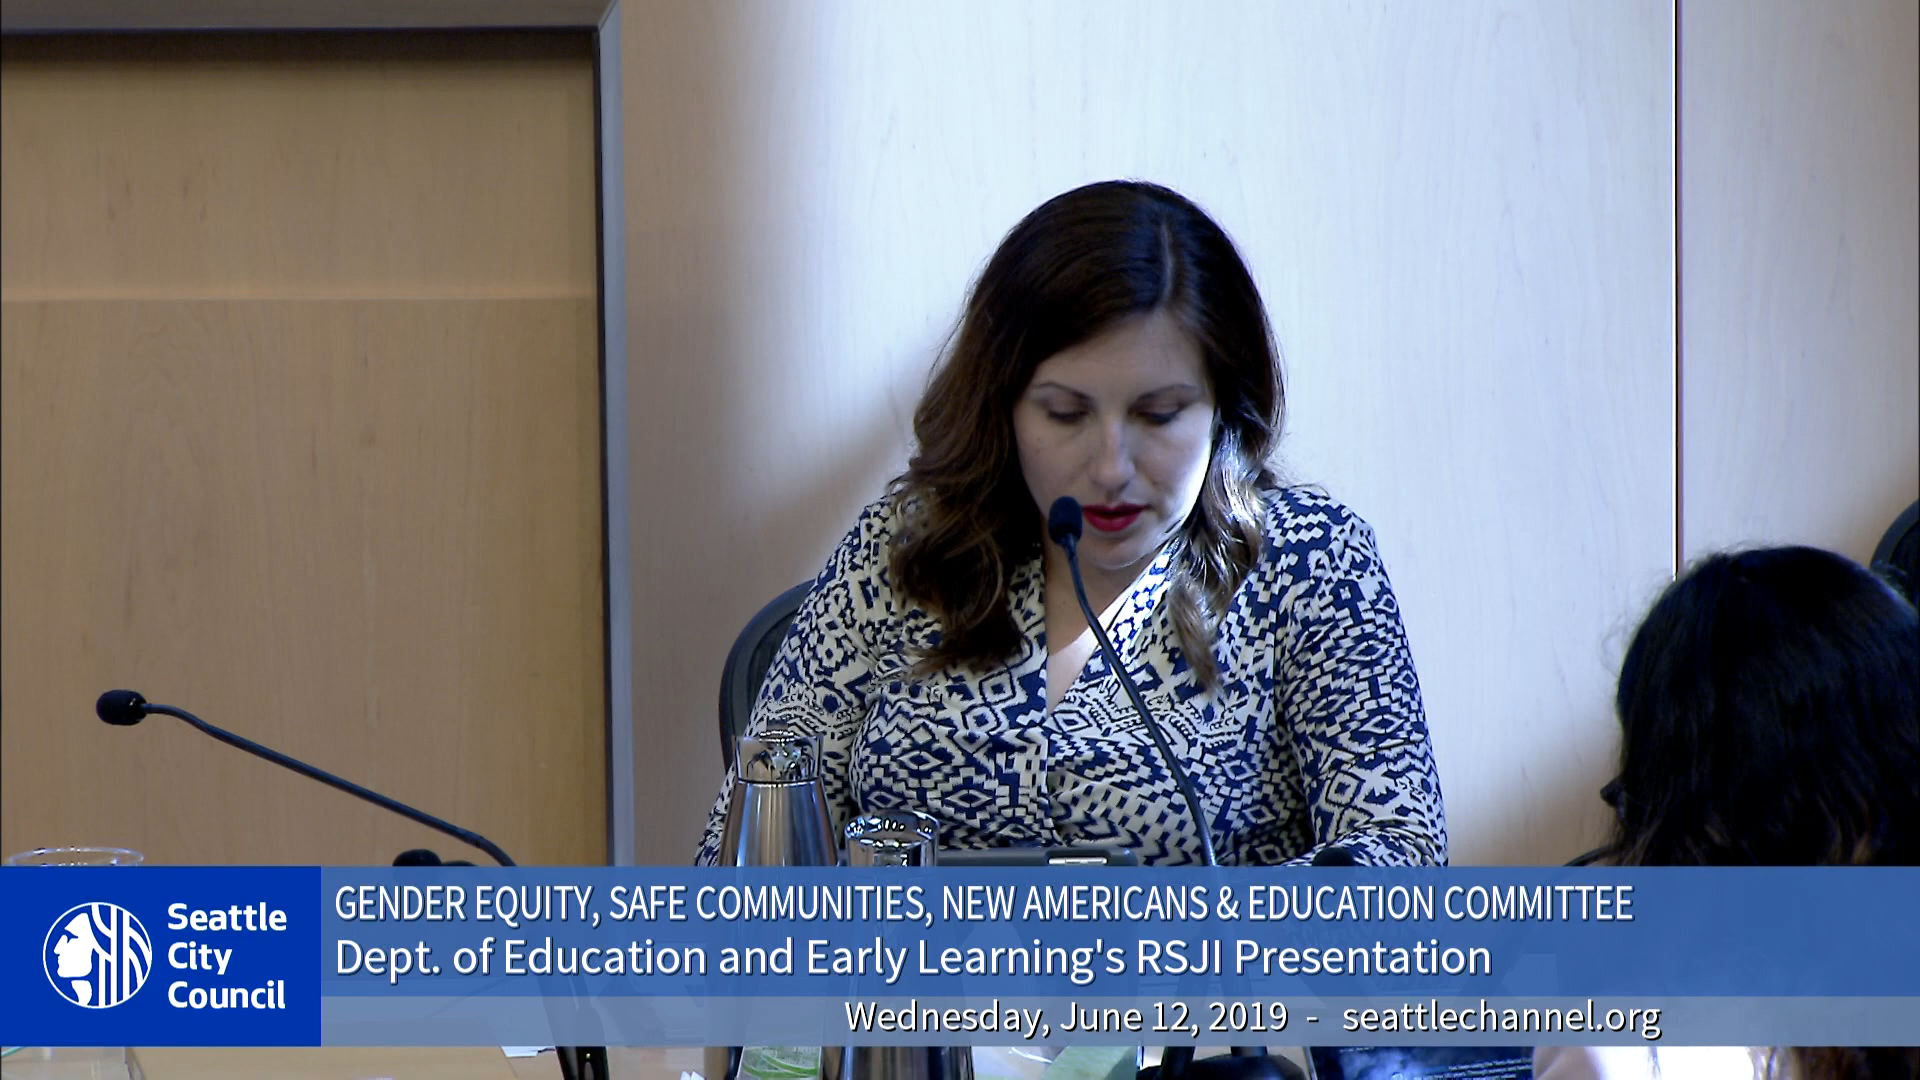 GENDER EQUITY, SAFE COMMUNITIES, NEW AMERICANS & EDUCATION COMMITTEE
Dept. of Education and Early Learning's RSJI Presentation
Wednesday, June 12, 2019 - seattlechannel.org
Seattle
City
Council